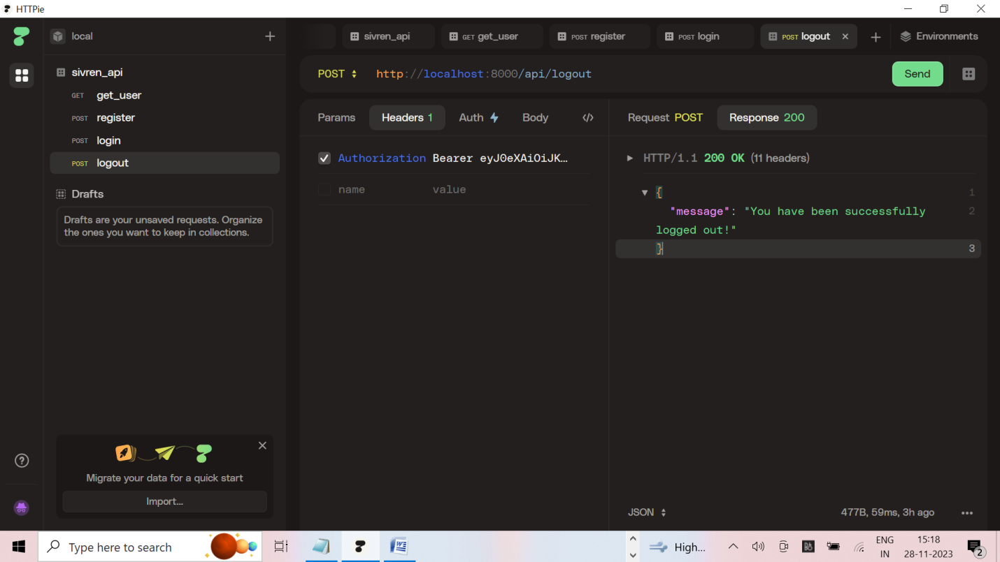 HTTPie
local
sivren_api
GET get_user
POST register
POST login
POST logout
Environments
sivren_api
GET get_user
POST register
POST login
POST logout
Drafts
Drafts are your unsaved requests. Organize
the ones you want to keep in collections.
Migrate your data for a quick start
Import...
POST http://localhost:8000/api/logout
Send
Params Headers 1 Auth Body </>
Authorization Bearer eyJ0eXAiOiJK…
name value
Request POST Response 200
HTTP/1.1 200 OK (11 headers)
{ 1
"message": "You have been successfully 2
logged out!"
} 3
JSON
477B, 59ms, 3h ago
Type here to search
High...
ENG
IN
15:18
28-11-2023
2